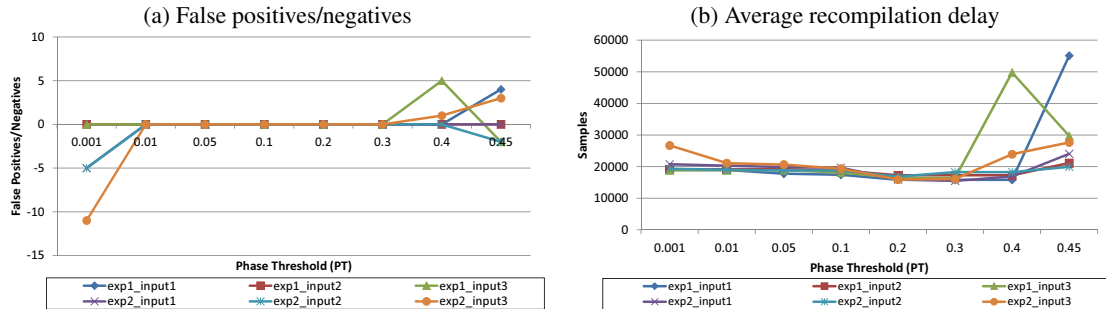 (a) False positives/negatives
10
5
0
-5
-10
-15
False Positives/Negatives
0.001 0.01 0.05 0.1 0.2 0.3 0.4 0.45
Phase Threshold (PT)
exp1_input1 exp1_input2 exp1_input3
exp2_input1 exp2_input2 exp2_input3
(b) Average recompilation delay
60000
50000
40000
30000
20000
10000
0
Samples
0.001 0.01 0.05 0.1 0.2 0.3 0.4 0.45
Phase Threshold (PT)
exp1_input1 exp1_input2 exp1_input3
exp2_input1 exp2_input2 exp2_input3